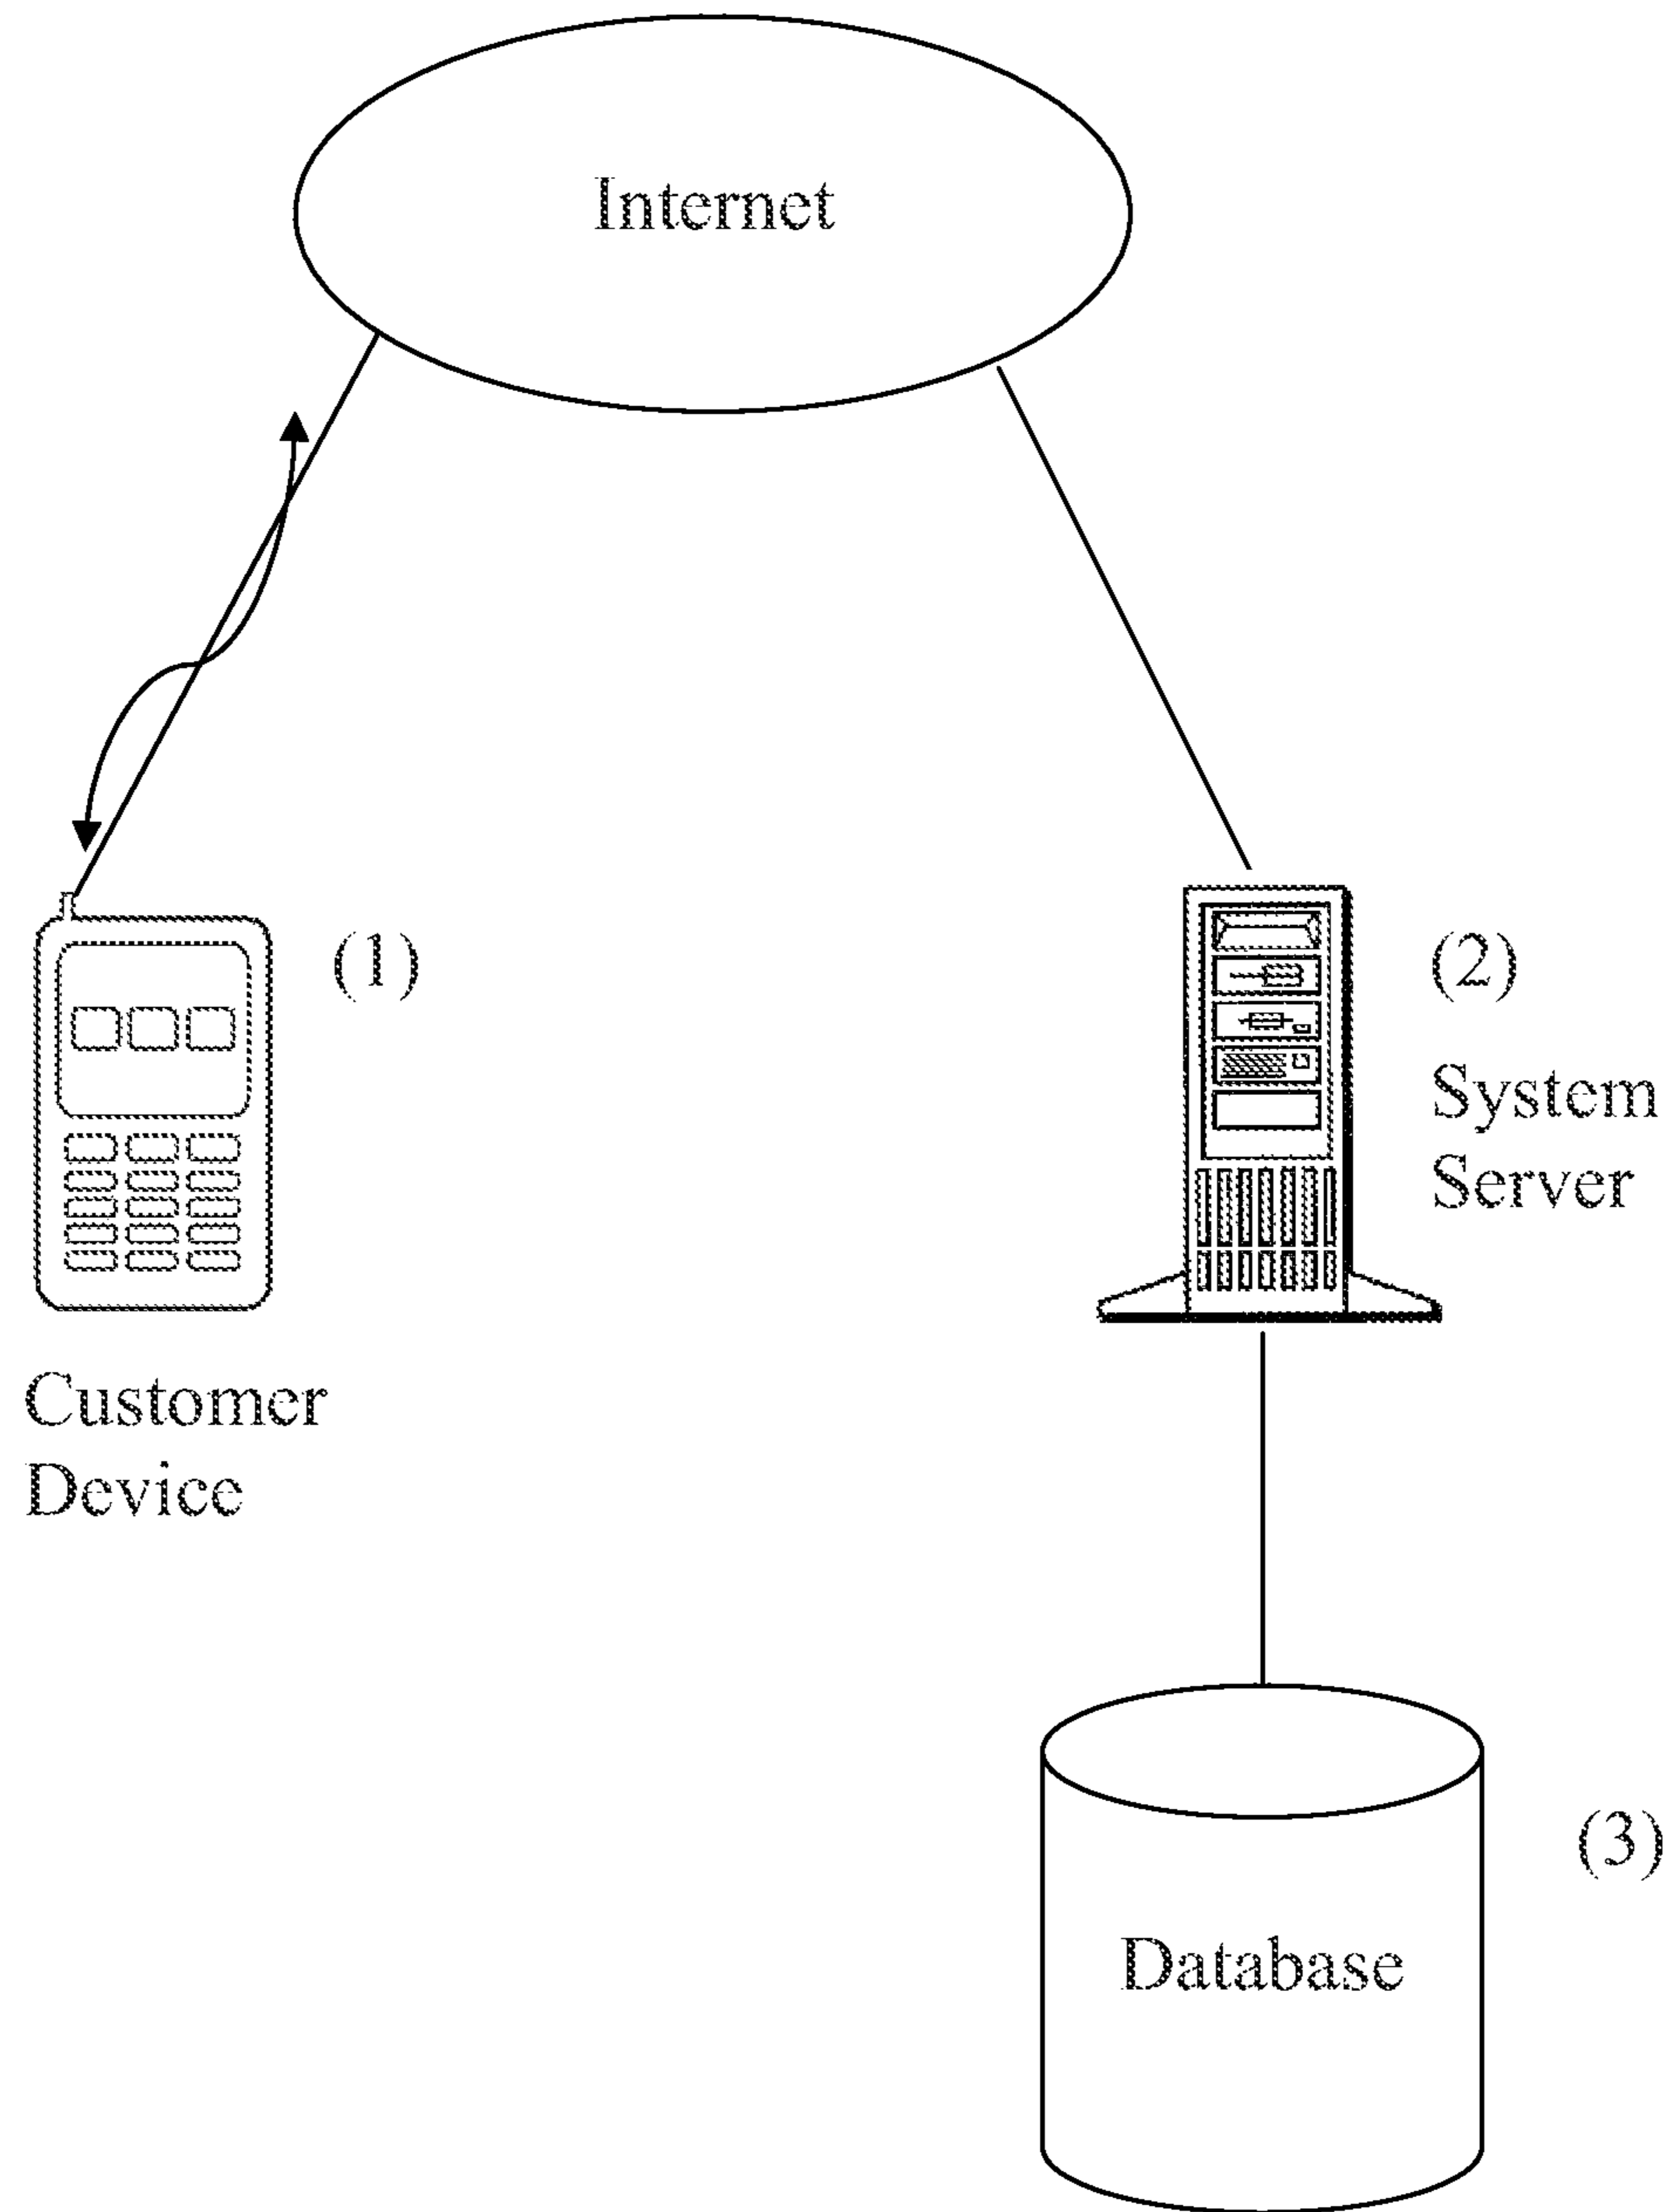 Internet
(1)
(2)
System
Server
Customer
Device
(3)
Database